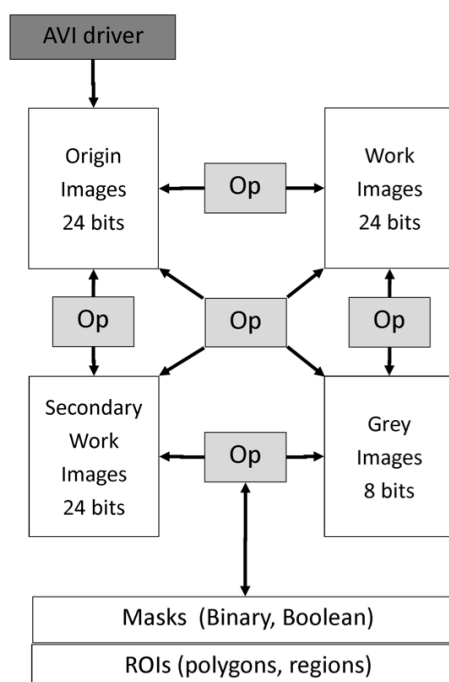 AVI driver
Origin
Images
24 bits
Op
Work
Images
24 bits
Op
Op
Op
Secondary
Work
Images
24 bits
Op
Grey
Images
8 bits
Masks (Binary, Boolean)
ROIs (polygons, regions)